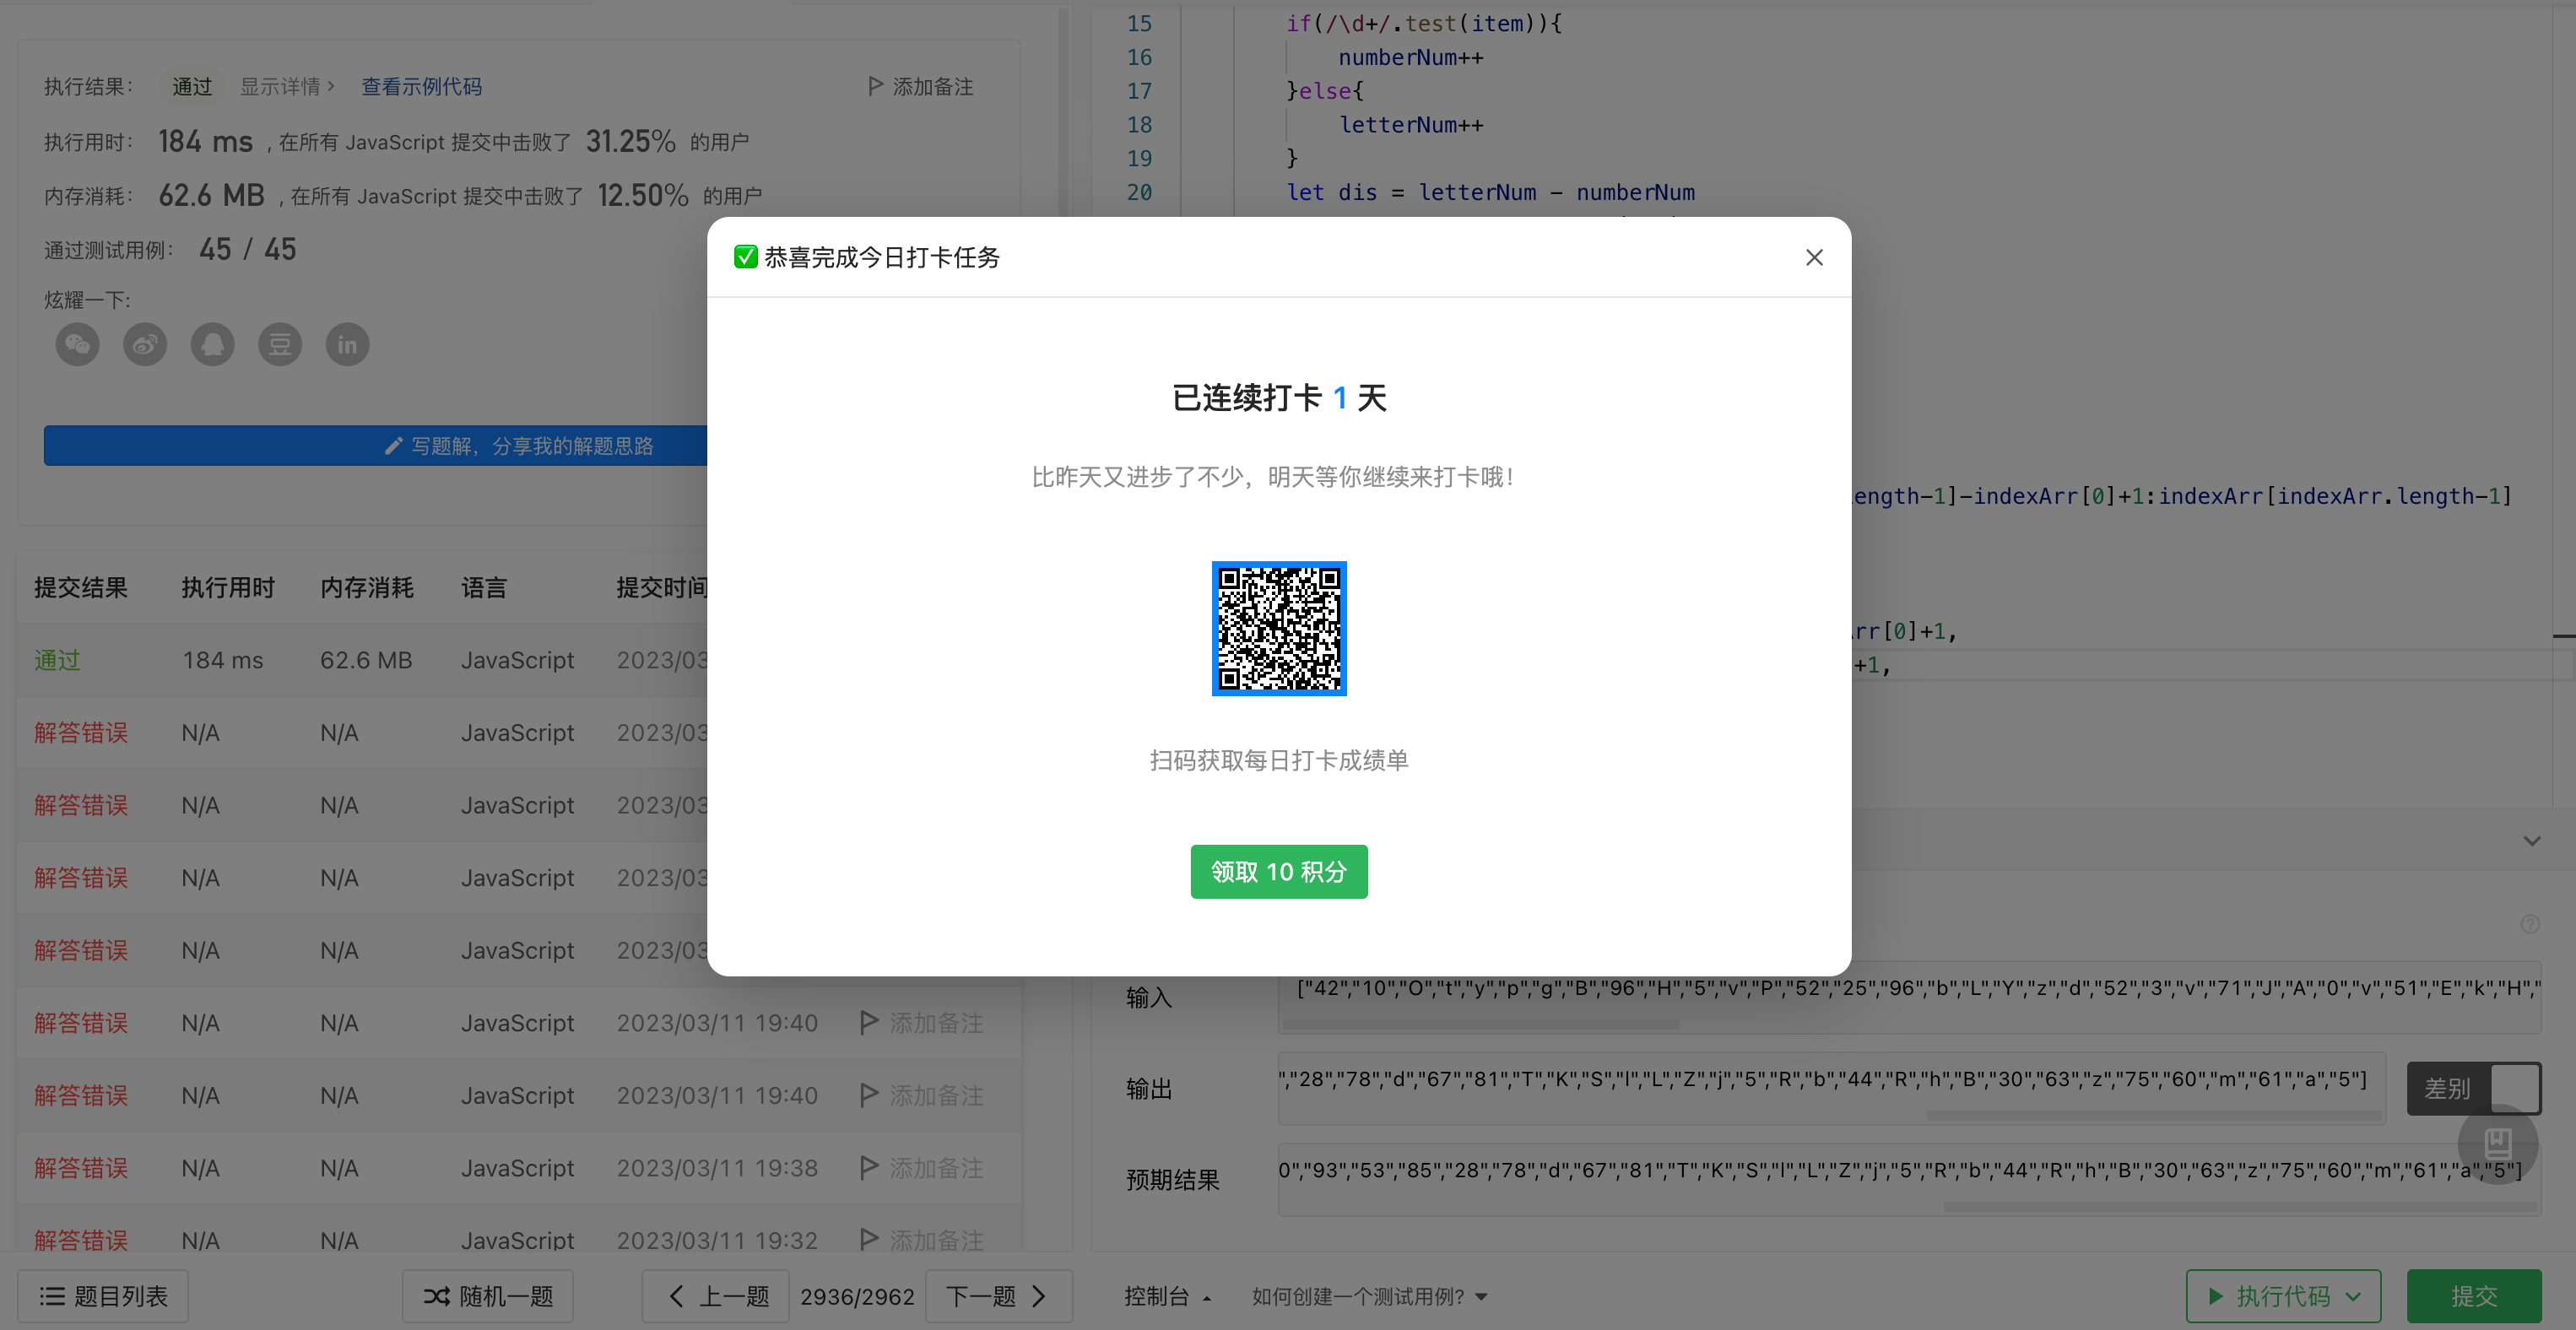 执行结果： 通过 显示详情 › 查看示例代码 添加备注
执行用时： 184 ms , 在所有 JavaScript 提交中击败了 31.25% 的用户
内存消耗： 62.6 MB , 在所有 JavaScript 提交中击败了 12.50% 的用户
通过测试用例： 45 / 45
炫耀一下:
写题解，分享我的解题思路
提交结果 执行用时 内存消耗 语言 提交时间
通过 184 ms 62.6 MB JavaScript 2023/03
解答错误 N/A N/A JavaScript 2023/03
解答错误 N/A N/A JavaScript 2023/03
解答错误 N/A N/A JavaScript 2023/03
解答错误 N/A N/A JavaScript 2023/03
解答错误 N/A N/A JavaScript 2023/03/11 19:40 添加备注
解答错误 N/A N/A JavaScript 2023/03/11 19:40 添加备注
解答错误 N/A N/A JavaScript 2023/03/11 19:38 添加备注
解答错误 N/A N/A JavaScript 2023/03/11 19:32 添加备注
题目列表 随机一题 上一题 2936/2962 下一题
15 if(/\d+/.test(item)){
16 numberNum++
17 }else{
18 letterNum++
19 }
20 let dis = letterNum - numberNum
ength-1]-indexArr[0]+1:indexArr[indexArr.length-1]
rr[0]+1,
+1,
✅恭喜完成今日打卡任务
已连续打卡 1 天
比昨天又进步了不少，明天等你继续来打卡哦！
扫码获取每日打卡成绩单
领取 10 积分
输入 ["42","10","O","t","y","p","g","B","96","H","5","v","P","52","25","96","b","L","Y","z","d","52","3","v","71","J","A","0","v","51","E","k","H","
输出 ","28","78","d","67","81","T","K","S","l","L","Z","j","5","R","b","44","R","h","B","30","63","z","75","60","m","61","a","5"]
差别
预期结果 0","93","53","85","28","78","d","67","81","T","K","S","l","L","Z","j","5","R","b","44","R","h","B","30","63","z","75","60","m","61","a","5"]
控制台 如何创建一个测试用例? 执行代码 提交